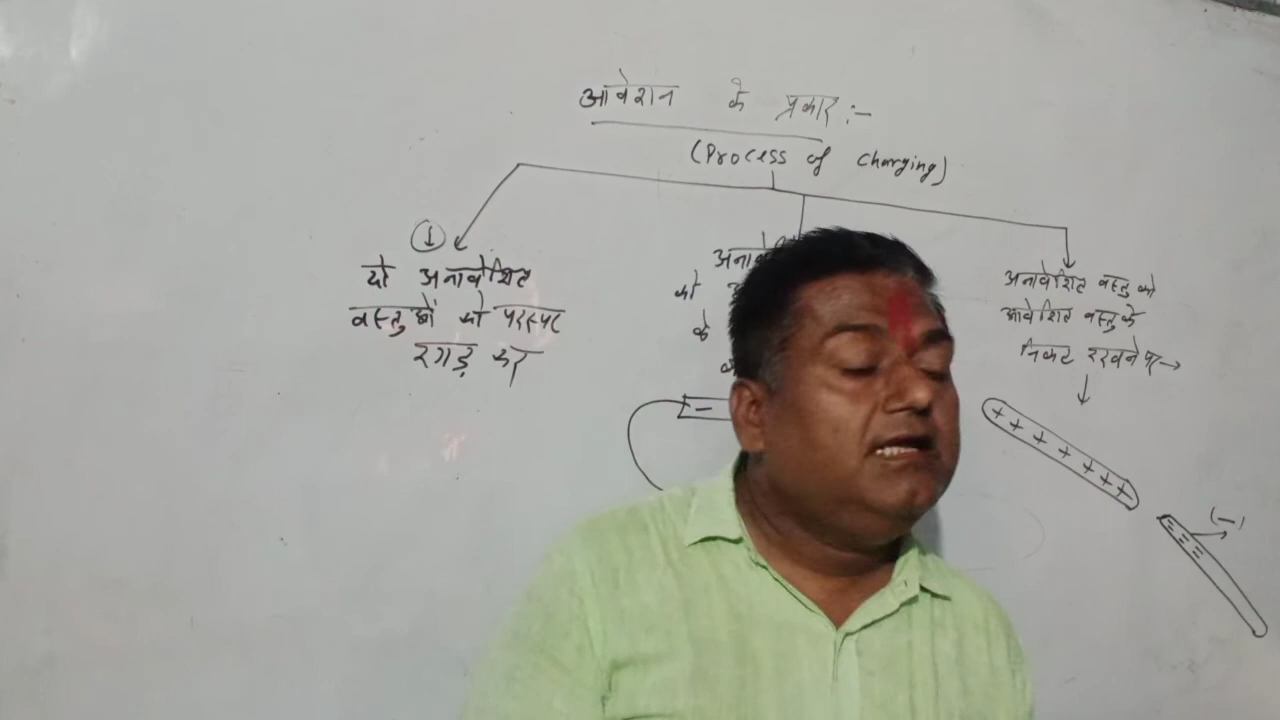 आवेशन के प्रकार :-
(Process of Charging)
1
दो अनावेशित
वस्तुओं को परस्पर
रगड़ कर
को
के
-
अनावेशित वस्तु को
आवेशित वस्तु के
निकट रखने पर →
+ + + + + + +
(-)
- - - - - -